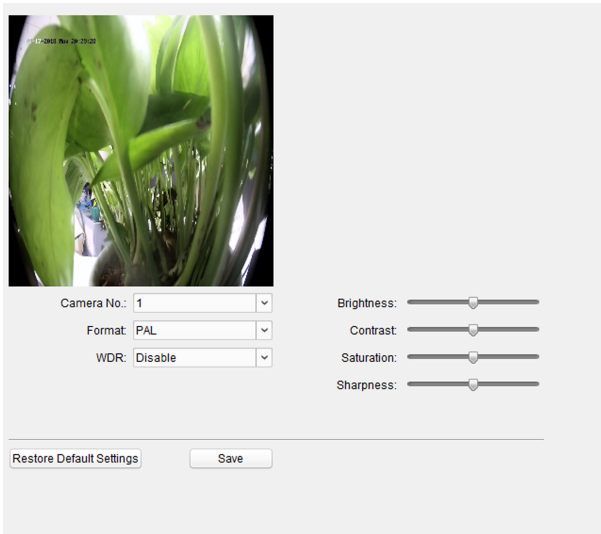 Camera No.: 1
Format: PAL
WDR: Disable
Brightness:
Contrast:
Saturation:
Sharpness:
Restore Default Settings
Save